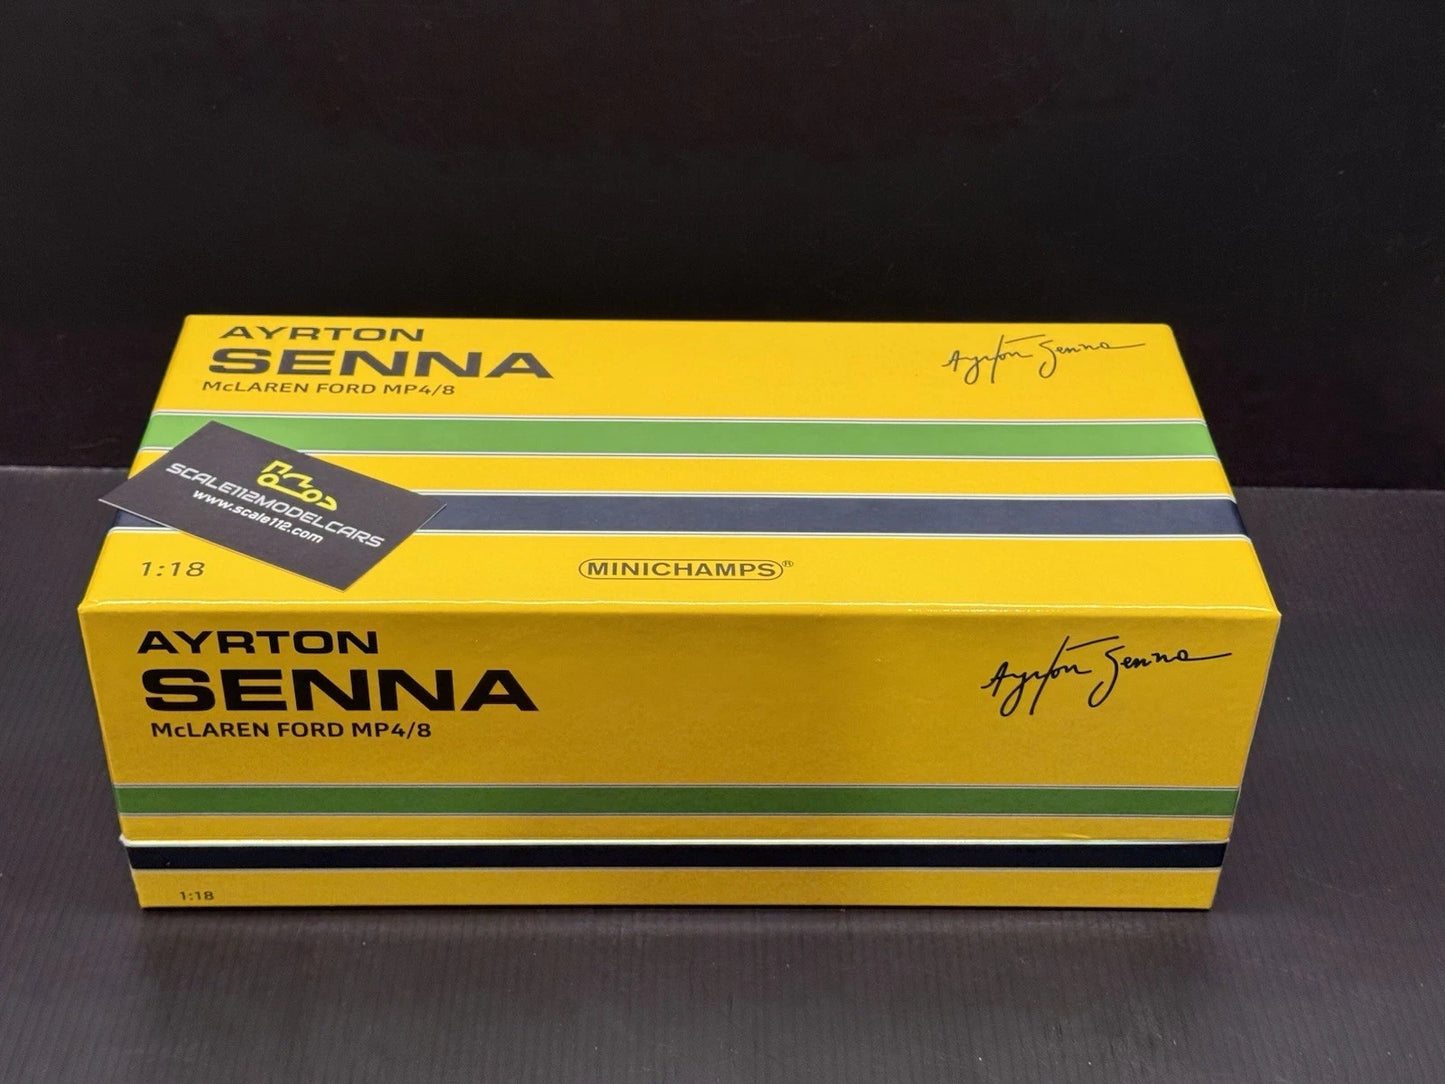 AYRTON
SENNA
McLAREN FORD MP4/8
Ayrton Senna
SCALE112MODELCARS
www.scale112.com
1:18
MINICHAMPS®
AYRTON
SENNA
McLAREN FORD MP4/8
Ayrton Senna
1:18